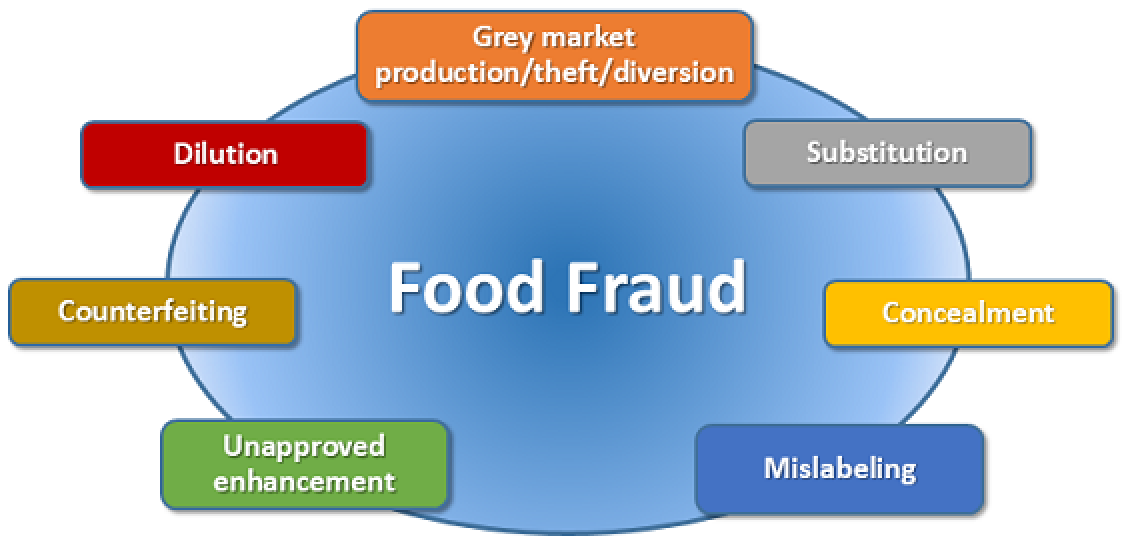 Grey market
production/theft/diversion
Dilution
Substitution
Food Fraud
Counterfeiting
Concealment
Unapproved
enhancement
Mislabeling